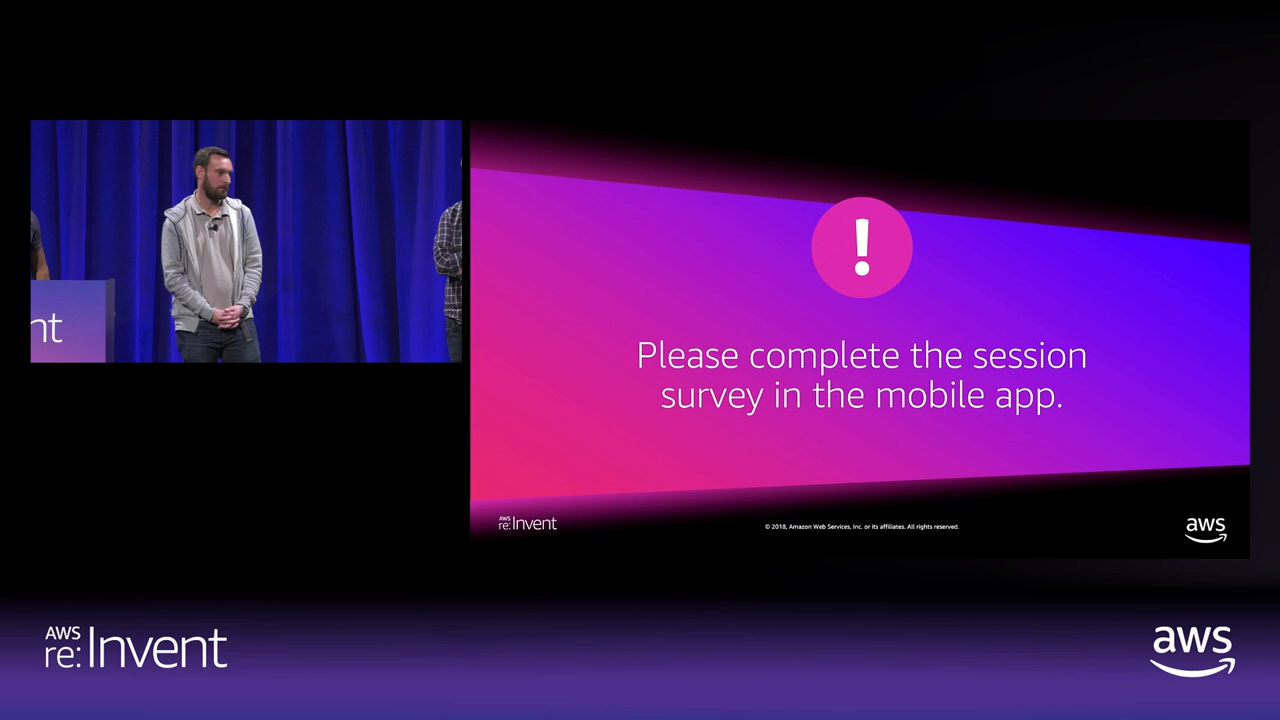 nt
Please complete the session
survey in the mobile app.
AWS
re:Invent
© 2018, Amazon Web Services, Inc. or its affiliates. All rights reserved.
aws
AWS
re:Invent
aws